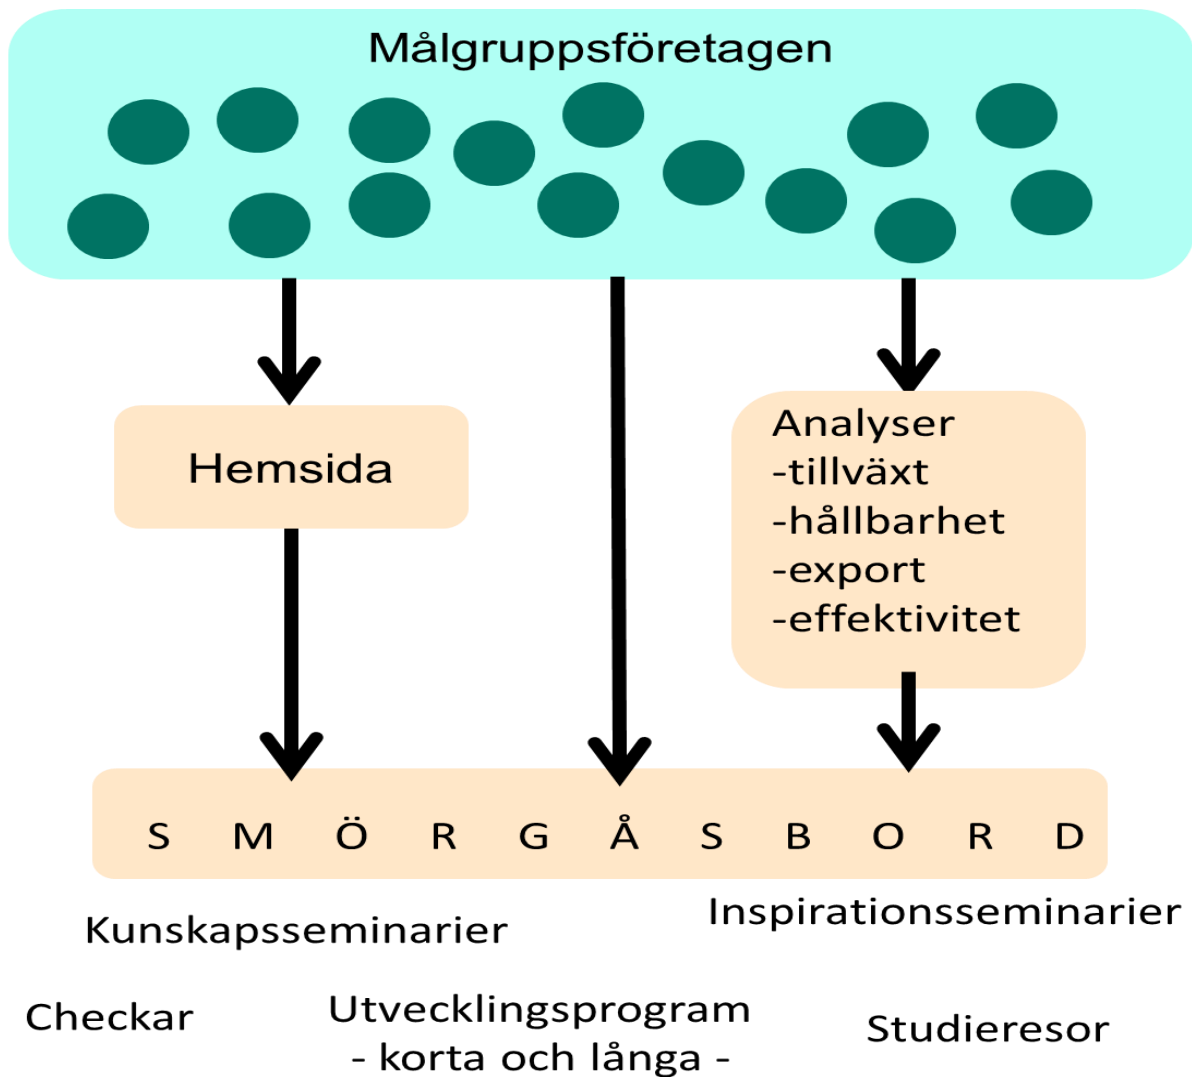 Målgruppsföretagen
Hemsida
Analyser
-tillväxt
-hållbarhet
-export
-effektivitet
S M Ö R G Å S B O R D
Kunskapsseminarier
Inspirationsseminarier
Checkar
Utvecklingsprogram
- korta och långa -
Studieresor